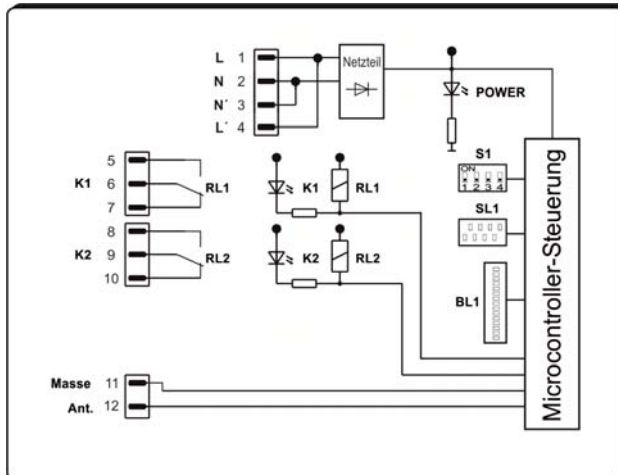 L 1
N 2
N´ 3
L´ 4
Netzteil
POWER
K1
5
6
7
RL1
K2
8
9
10
RL2
K1
RL1
K2
RL2
S1
ON
1 2 3 4
SL1
BL1
Microcontroller-Steuerung
Masse 11
Ant. 12